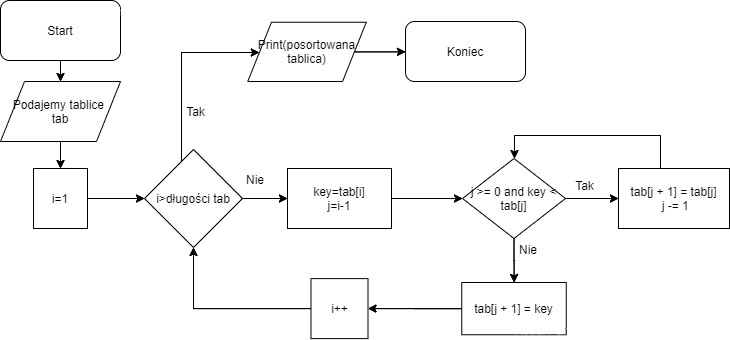 Start
Print(posortowana
tablica)
Koniec
Podajemy tablice
tab
Tak
i=1
i>długości tab
Nie
key=tab[i]
j=i-1
j >= 0 and key <
tab[j]
Tak
tab[j + 1] = tab[j]
j -= 1
Nie
i++
tab[j + 1] = key